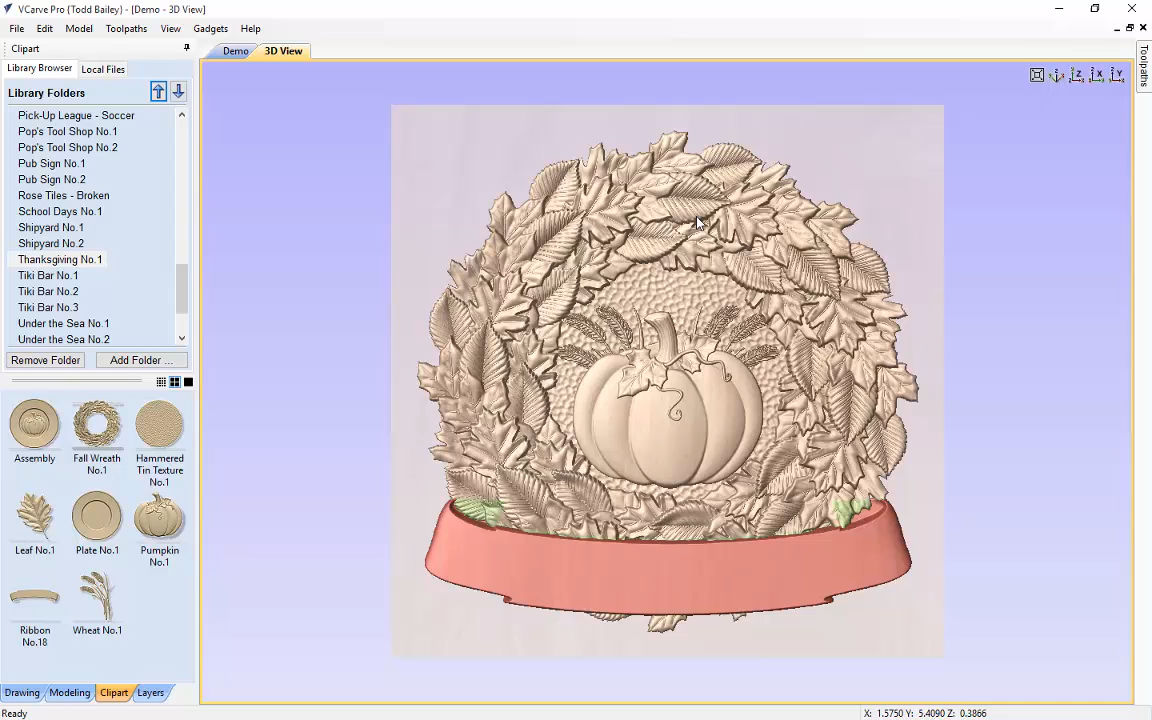 VCarve Pro {Todd Bailey} - [Demo - 3D View]
File Edit Model Toolpaths View Gadgets Help
Clipart
Demo 3D View
Toolpaths
Library Browser Local Files
Library Folders
Pick-Up League - Soccer
Pop's Tool Shop No.1
Pop's Tool Shop No.2
Pub Sign No.1
Pub Sign No.2
Rose Tiles - Broken
School Days No.1
Shipyard No.1
Shipyard No.2
Thanksgiving No.1
Tiki Bar No.1
Tiki Bar No.2
Tiki Bar No.3
Under the Sea No.1
Under the Sea No.2
Remove Folder Add Folder ...
Assembly Fall Wreath Hammered
No.1 Tin Texture
No.1
Leaf No.1 Plate No.1 Pumpkin
No.1
Ribbon Wheat No.1
No.18
Drawing Modeling Clipart Layers
Ready X: 1.5750 Y: 5.4090 Z: 0.3866